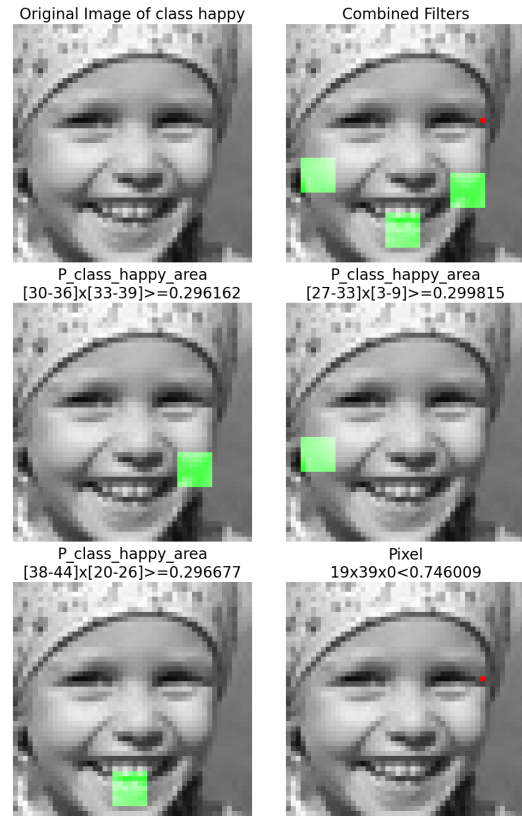 Original Image of class happy
Combined Filters
P_class_happy_area
[30-36]x[33-39]>=0.296162
P_class_happy_area
[27-33]x[3-9]>=0.299815
P_class_happy_area
[38-44]x[20-26]>=0.296677
Pixel
19x39x0<0.746009